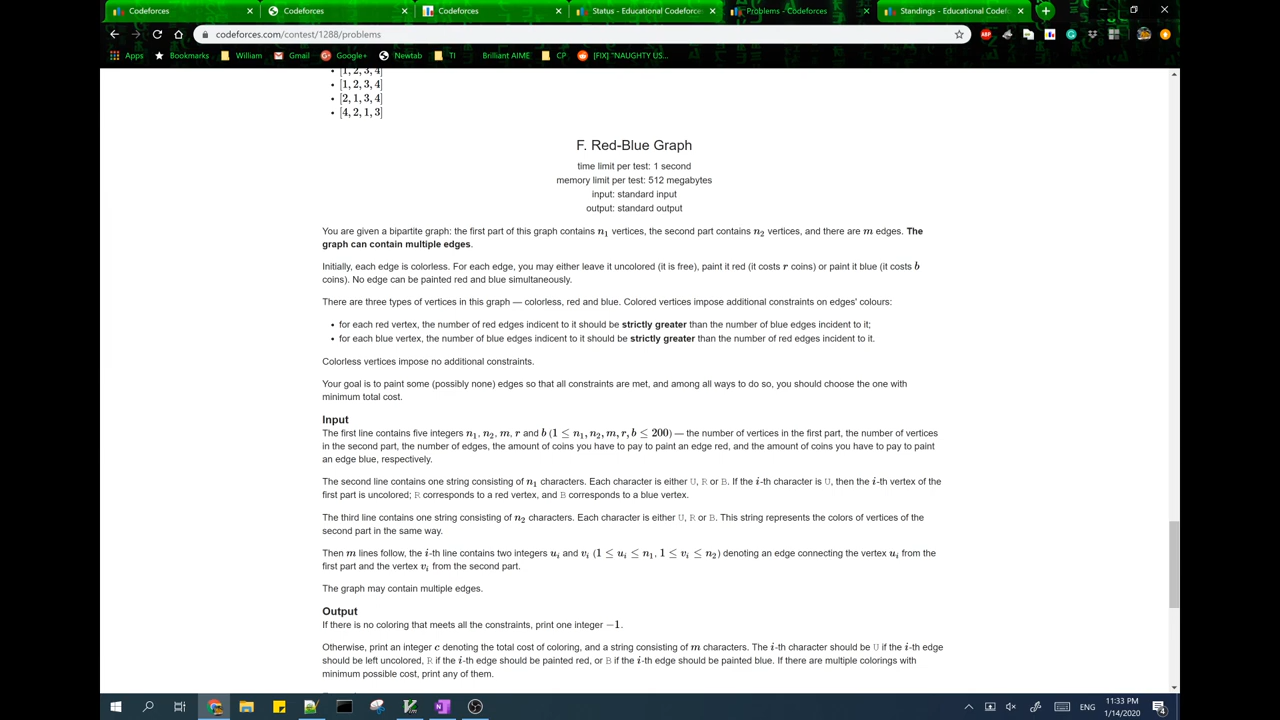 Codeforces
Codeforces
Codeforces
Status - Educational Codeforces
Problems - Codeforces
Standings - Educational Codef
codeforces.com/contest/1288/problems
Apps
Bookmarks
William
Gmail
Google+
Newtab
TI
Brilliant AIME
CP
[FIX] "NAUGHTY US...
• [1, 2, 3, 4]
• [1, 2, 3, 4]
• [2, 1, 3, 4]
• [4, 2, 1, 3]
F. Red-Blue Graph
time limit per test: 1 second
memory limit per test: 512 megabytes
input: standard input
output: standard output
You are given a bipartite graph: the first part of this graph contains n₁ vertices, the second part contains n₂ vertices, and there are m edges. The
graph can contain multiple edges.
Initially, each edge is colorless. For each edge, you may either leave it uncolored (it is free), paint it red (it costs r coins) or paint it blue (it costs b
coins). No edge can be painted red and blue simultaneously.
There are three types of vertices in this graph — colorless, red and blue. Colored vertices impose additional constraints on edges' colours:
• for each red vertex, the number of red edges indicent to it should be strictly greater than the number of blue edges incident to it;
• for each blue vertex, the number of blue edges indicent to it should be strictly greater than the number of red edges incident to it.
Colorless vertices impose no additional constraints.
Your goal is to paint some (possibly none) edges so that all constraints are met, and among all ways to do so, you should choose the one with
minimum total cost.
Input
The first line contains five integers n₁, n₂, m, r and b (1 ≤ n₁, n₂, m, r, b ≤ 200) — the number of vertices in the first part, the number of vertices
in the second part, the number of edges, the amount of coins you have to pay to paint an edge red, and the amount of coins you have to pay to paint
an edge blue, respectively.
The second line contains one string consisting of n₁ characters. Each character is either U, R or B. If the i-th character is U, then the i-th vertex of the
first part is uncolored; R corresponds to a red vertex, and B corresponds to a blue vertex.
The third line contains one string consisting of n₂ characters. Each character is either U, R or B. This string represents the colors of vertices of the
second part in the same way.
Then m lines follow, the i-th line contains two integers uᵢ and vᵢ (1 ≤ uᵢ ≤ n₁, 1 ≤ vᵢ ≤ n₂) denoting an edge connecting the vertex uᵢ from the
first part and the vertex vᵢ from the second part.
The graph may contain multiple edges.
Output
If there is no coloring that meets all the constraints, print one integer −1.
Otherwise, print an integer c denoting the total cost of coloring, and a string consisting of m characters. The i-th character should be U if the i-th edge
should be left uncolored, R if the i-th edge should be painted red, or B if the i-th edge should be painted blue. If there are multiple colorings with
minimum possible cost, print any of them.
ENG
11:33 PM
1/14/2020